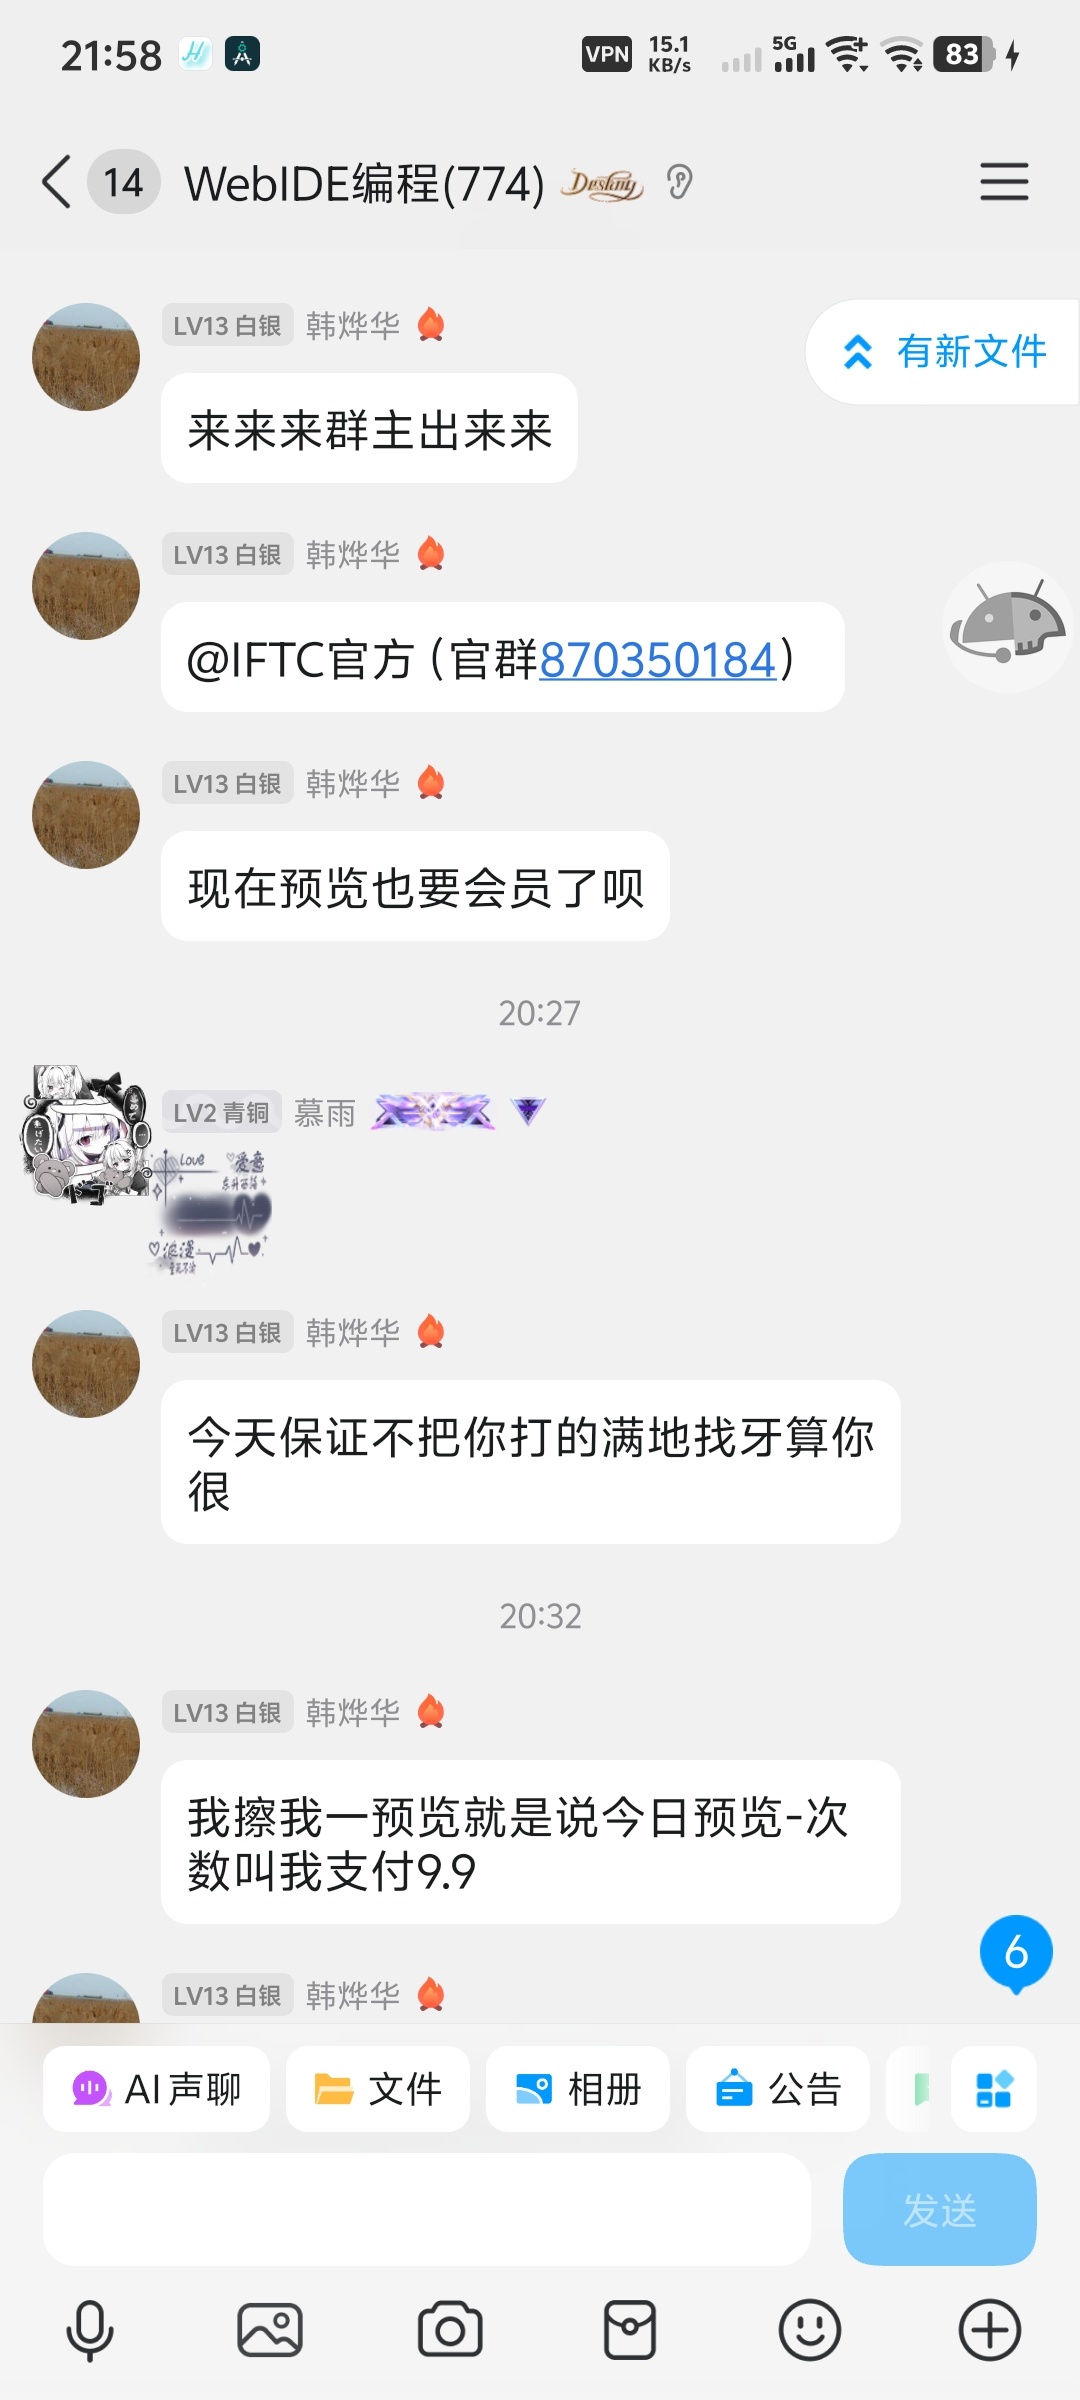 21:58
VPN 15.1 KB/s 5G 83
14 WebIDE编程(774) Destiny
有新文件
LV13 白银 韩烨华
来来来群主出来来
LV13 白银 韩烨华
@IFTC官方（官群870350184）
LV13 白银 韩烨华
现在预览也要会员了呗
20:27
LV2 青铜 慕雨
Love 爱意
浪漫
LV13 白银 韩烨华
今天保证不把你打的满地找牙算你
很
20:32
LV13 白银 韩烨华
我擦我一预览就是说今日预览-次
数叫我支付9.9
6
LV13 白银 韩烨华
AI声聊 文件 相册 公告
发送